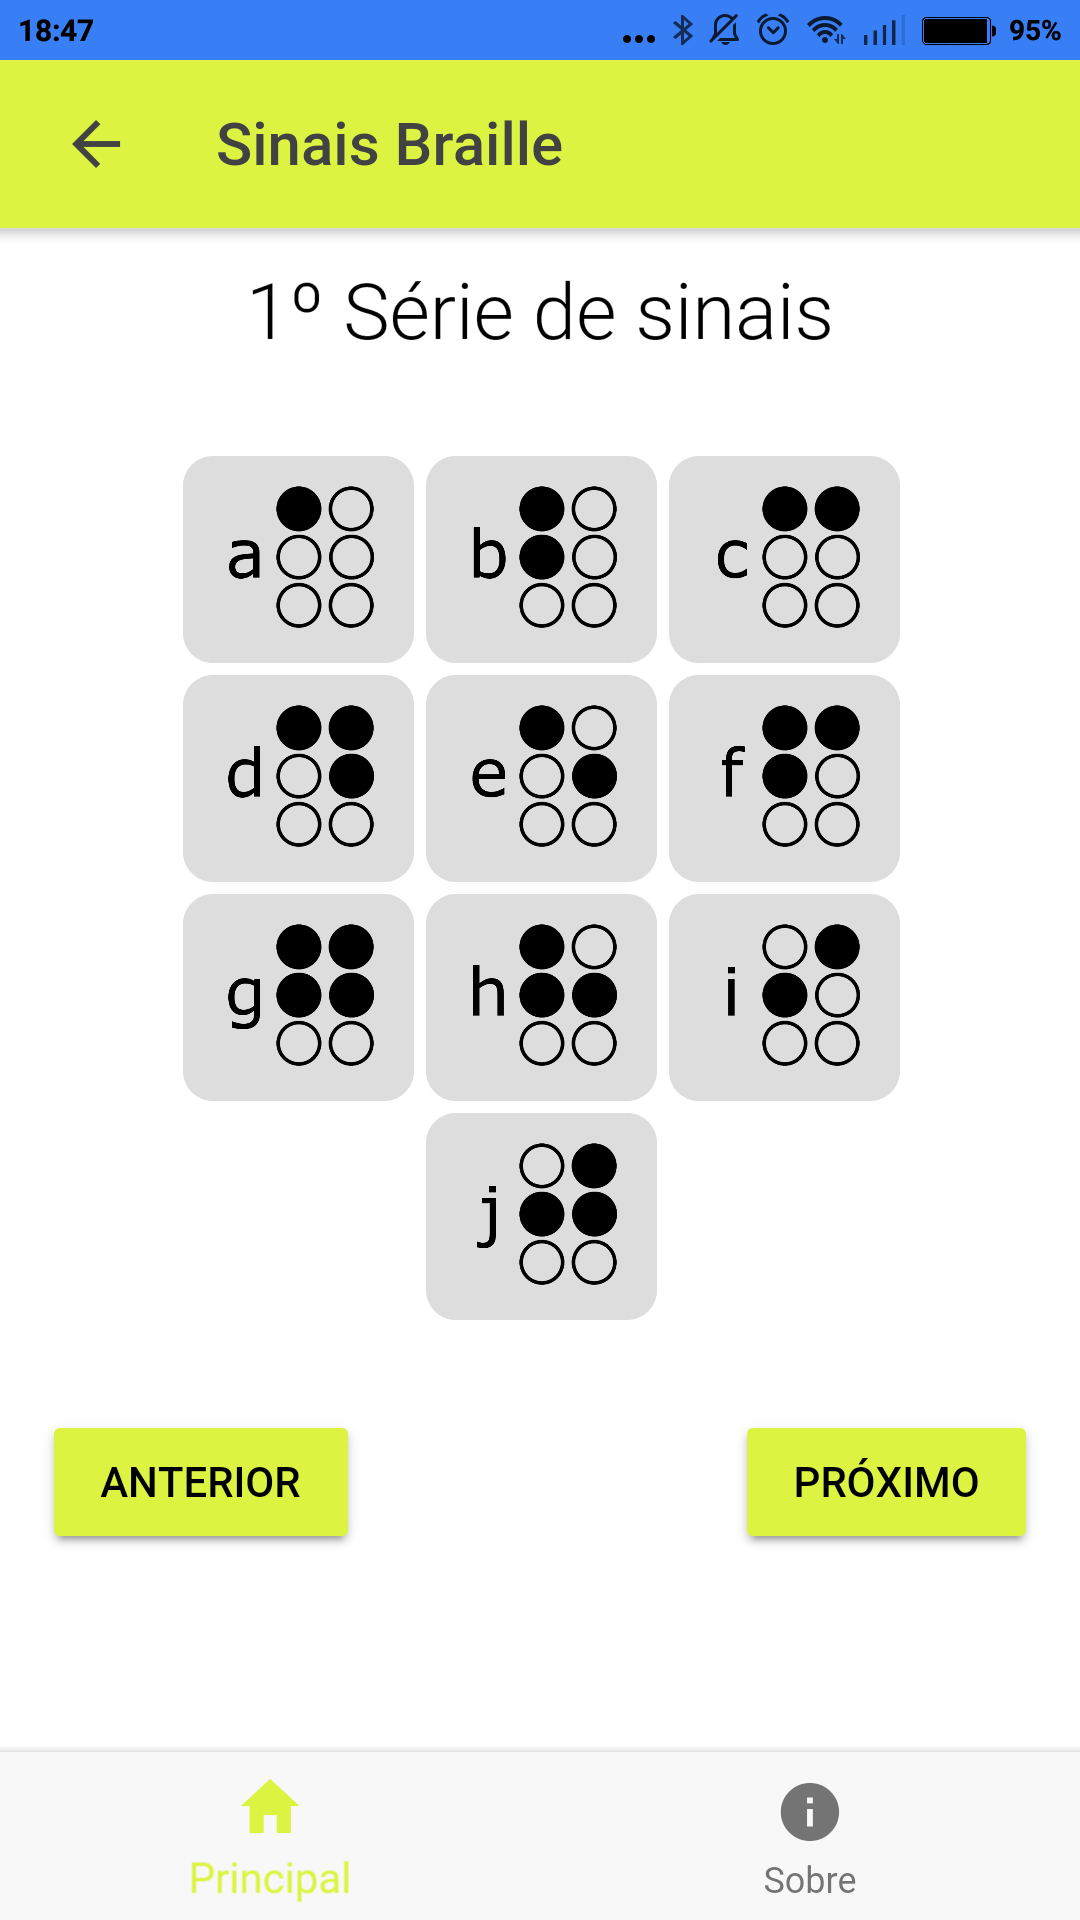 18:47 95%
Sinais Braille
1º Série de sinais
a b c
d e f
g h i
j
ANTERIOR PRÓXIMO
Principal Sobre